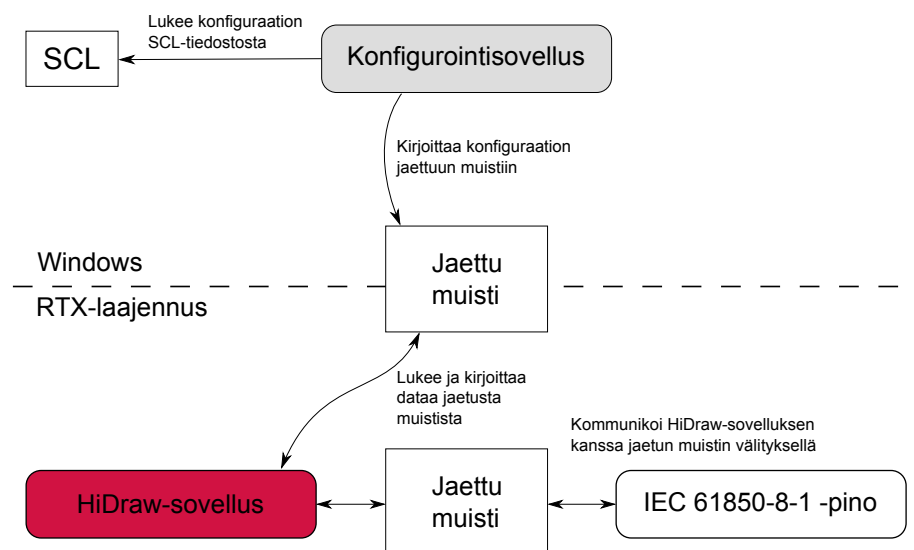 Lukee konfiguraation
SCL-tiedostosta
SCL
Konfigurointisovellus
Kirjoittaa konfiguraation
jaettuun muistiin
Windows
Jaettu
muisti
RTX-laajennus
Lukee ja kirjoittaa
dataa jaetusta
muistista
Kommunikoi HiDraw-sovelluksen
kanssa jaetun muistin välityksellä
HiDraw-sovellus
Jaettu
muisti
IEC 61850-8-1 -pino